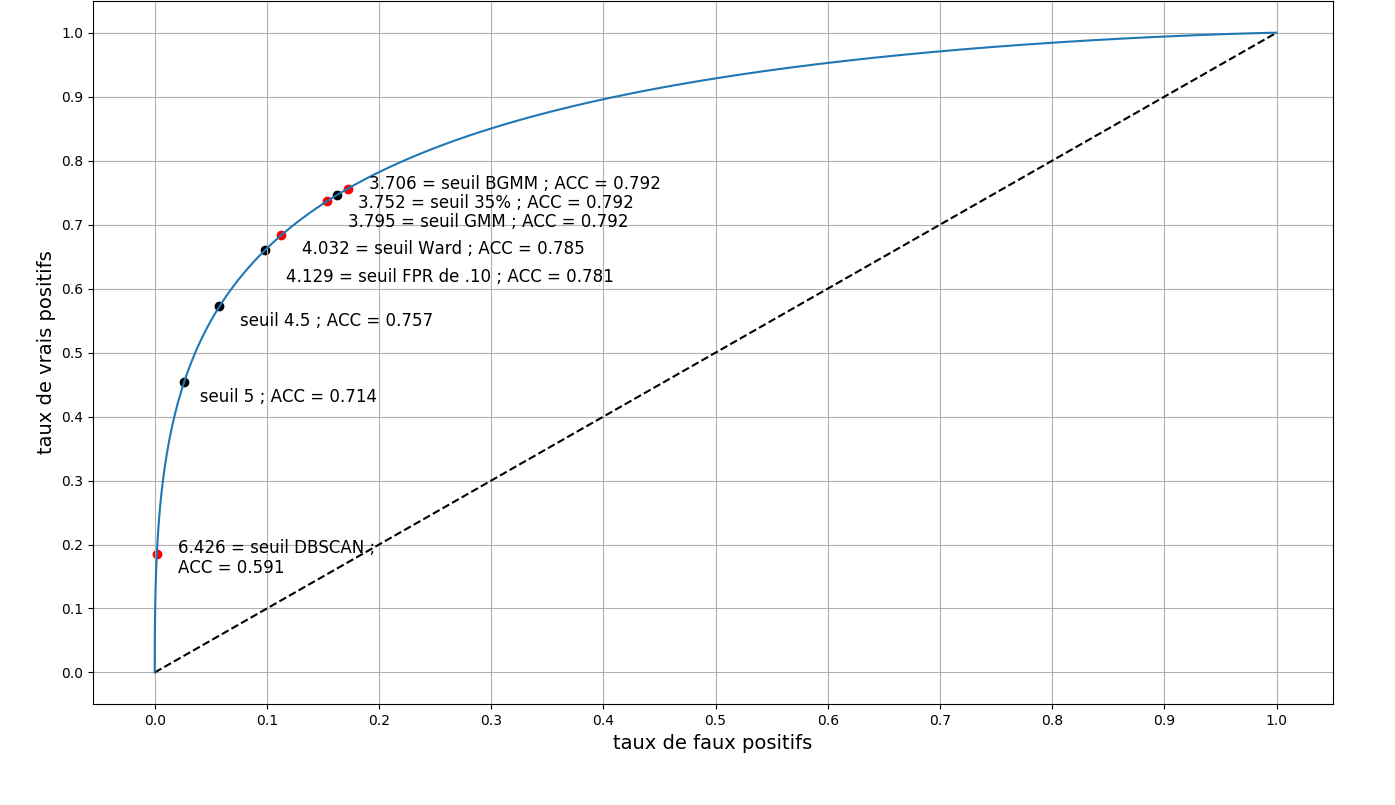 1.0
0.9
0.8
3.706 = seuil BGMM ; ACC = 0.792
3.752 = seuil 35% ; ACC = 0.792
3.795 = seuil GMM ; ACC = 0.792
0.7
4.032 = seuil Ward ; ACC = 0.785
4.129 = seuil FPR de .10 ; ACC = 0.781
0.6
seuil 4.5 ; ACC = 0.757
0.5
seuil 5 ; ACC = 0.714
0.4
0.3
0.2
6.426 = seuil DBSCAN ;
ACC = 0.591
0.1
0.0
taux de vrais positifs
0.0 0.1 0.2 0.3 0.4 0.5 0.6 0.7 0.8 0.9 1.0
taux de faux positifs